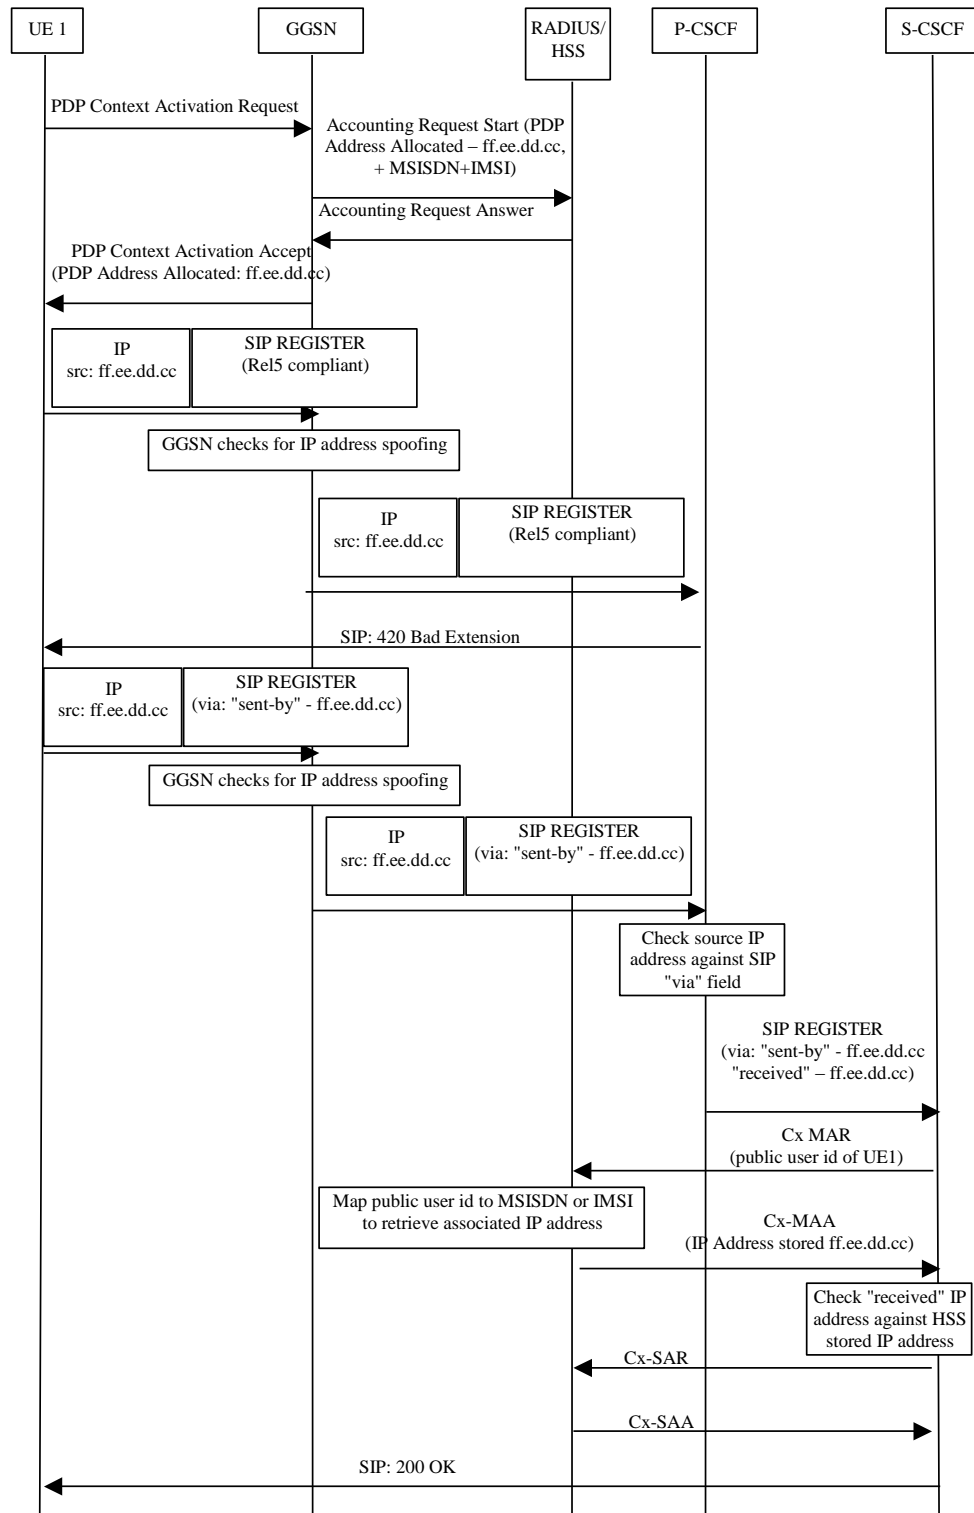 UE 1
GGSN
RADIUS/
HSS
P-CSCF
S-CSCF
PDP Context Activation Request
Accounting Request Start (PDP
Address Allocated – ff.ee.dd.cc,
+ MSISDN+IMSI)
Accounting Request Answer
PDP Context Activation Accept
(PDP Address Allocated: ff.ee.dd.cc)
IP
src: ff.ee.dd.cc
SIP REGISTER
(Rel5 compliant)
GGSN checks for IP address spoofing
IP
src: ff.ee.dd.cc
SIP REGISTER
(Rel5 compliant)
SIP: 420 Bad Extension
IP
src: ff.ee.dd.cc
SIP REGISTER
(via: "sent-by" - ff.ee.dd.cc)
GGSN checks for IP address spoofing
IP
src: ff.ee.dd.cc
SIP REGISTER
(via: "sent-by" - ff.ee.dd.cc)
Check source IP
address against SIP
"via" field
SIP REGISTER
(via: "sent-by" - ff.ee.dd.cc
"received" – ff.ee.dd.cc)
Cx MAR
(public user id of UE1)
Map public user id to MSISDN or IMSI
to retrieve associated IP address
Cx-MAA
(IP Address stored ff.ee.dd.cc)
Check "received" IP
address against HSS
stored IP address
Cx-SAR
Cx-SAA
SIP: 200 OK